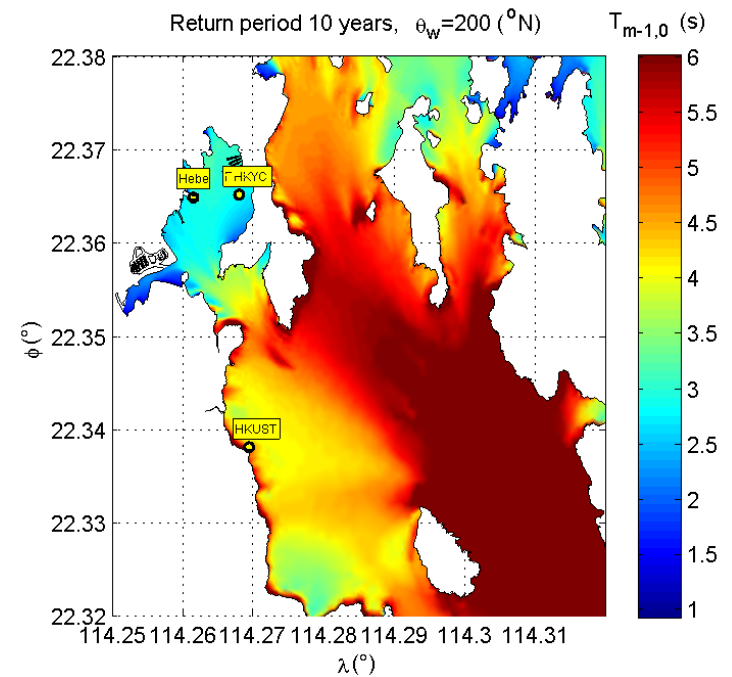 Return period 10 years, θw=200 (°N)
Tm-1,0 (s)
22.38
22.37
22.36
22.35
22.34
22.33
22.32
ϕ(°)
Hebe
HKYC
HKUST
114.25 114.26 114.27 114.28 114.29 114.3 114.31
λ(°)
6
5.5
5
4.5
4
3.5
3
2.5
2
1.5
1